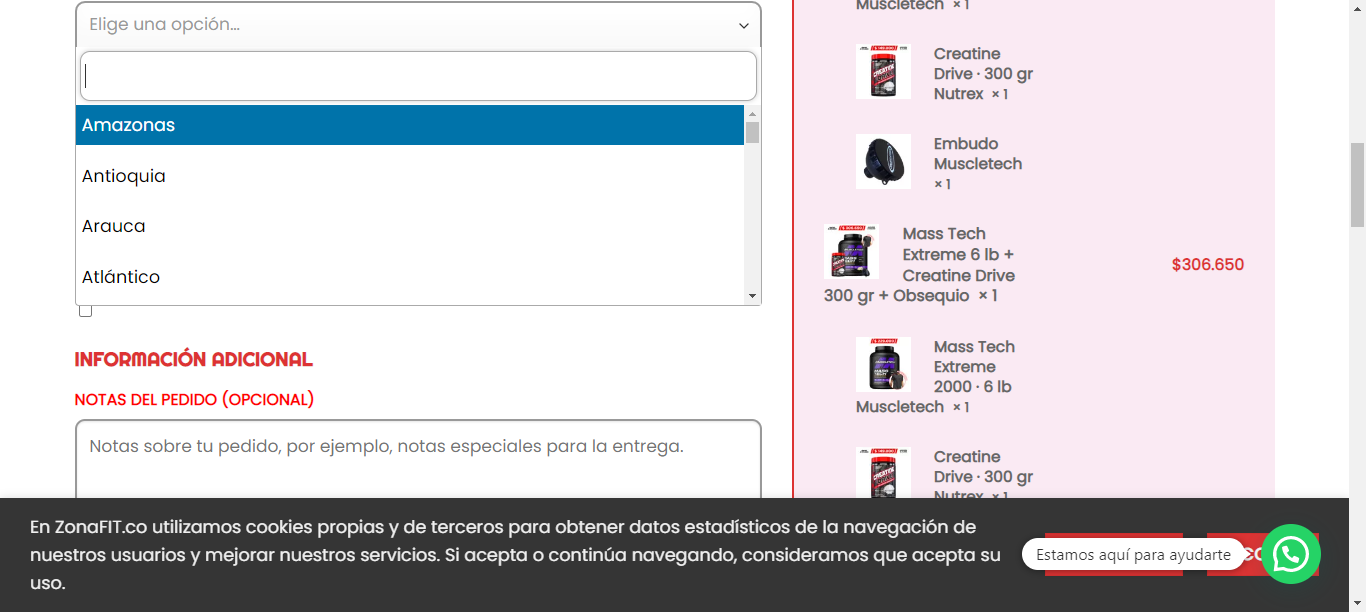 Elige una opción...
Amazonas
Antioquia
Arauca
Atlántico
INFORMACIÓN ADICIONAL
NOTAS DEL PEDIDO (OPCIONAL)
Notas sobre tu pedido, por ejemplo, notas especiales para la entrega.
Muscletech × 1
Creatine
Drive · 300 gr
Nutrex × 1
Embudo
Muscletech
× 1
Mass Tech
Extreme 6 lb +
Creatine Drive
300 gr + Obsequio × 1
$306.650
Mass Tech
Extreme
2000 · 6 lb
Muscletech × 1
Creatine
Drive · 300 gr
Nutrex × 1
En ZonaFIT.co utilizamos cookies propias y de terceros para obtener datos estadísticos de la navegación de
nuestros usuarios y mejorar nuestros servicios. Si acepta o continúa navegando, consideramos que acepta su
uso.
Estamos aquí para ayudarte